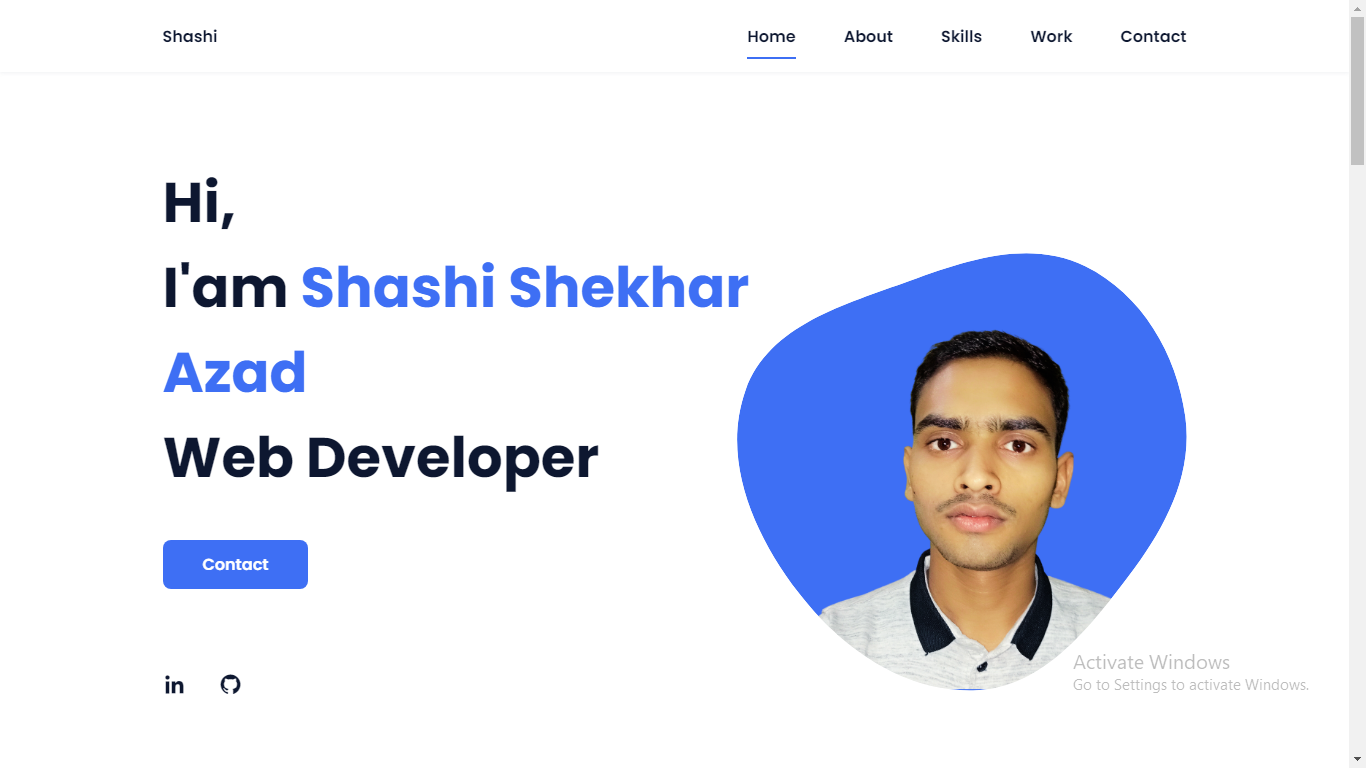 Shashi
Home About Skills Work Contact
Hi,
I'am Shashi Shekhar
Azad
Web Developer
Contact
in
Activate Windows
Go to Settings to activate Windows.